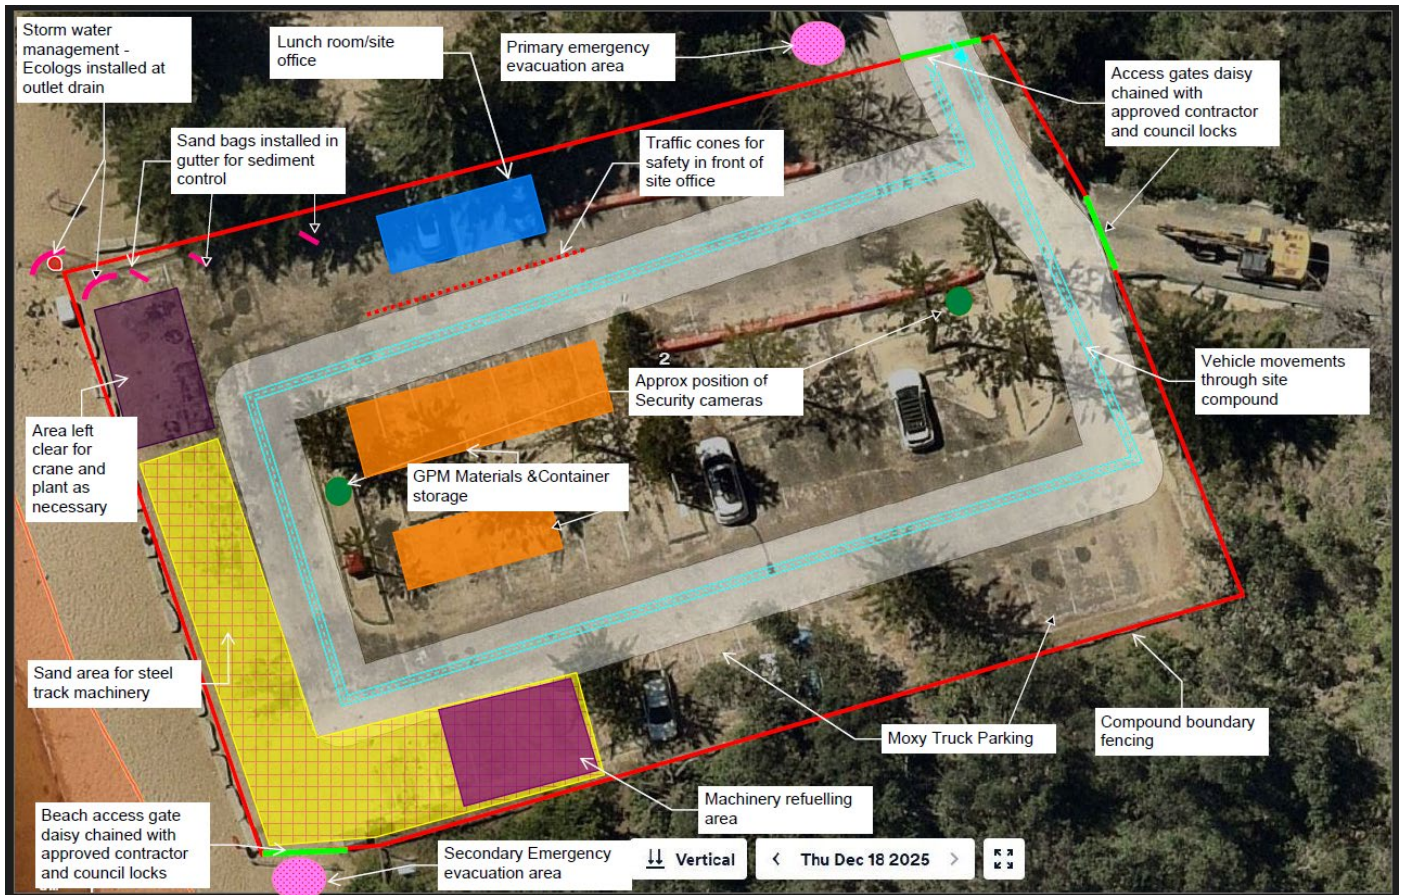 Storm water
management -
Ecologs installed at
outlet drain
Lunch room/site
office
Primary emergency
evacuation area
Access gates daisy
chained with
approved contractor
and council locks
Sand bags installed in
gutter for sediment
control
Traffic cones for
safety in front of
site office
2
Approx position of
Security cameras
Vehicle movements
through site
compound
Area left
clear for
crane and
plant as
necessary
GPM Materials &Container
storage
Sand area for steel
track machinery
Moxy Truck Parking
Compound boundary
fencing
Machinery refuelling
area
Beach access gate
daisy chained with
approved contractor
and council locks
Secondary Emergency
evacuation area
Vertical
Thu Dec 18 2025